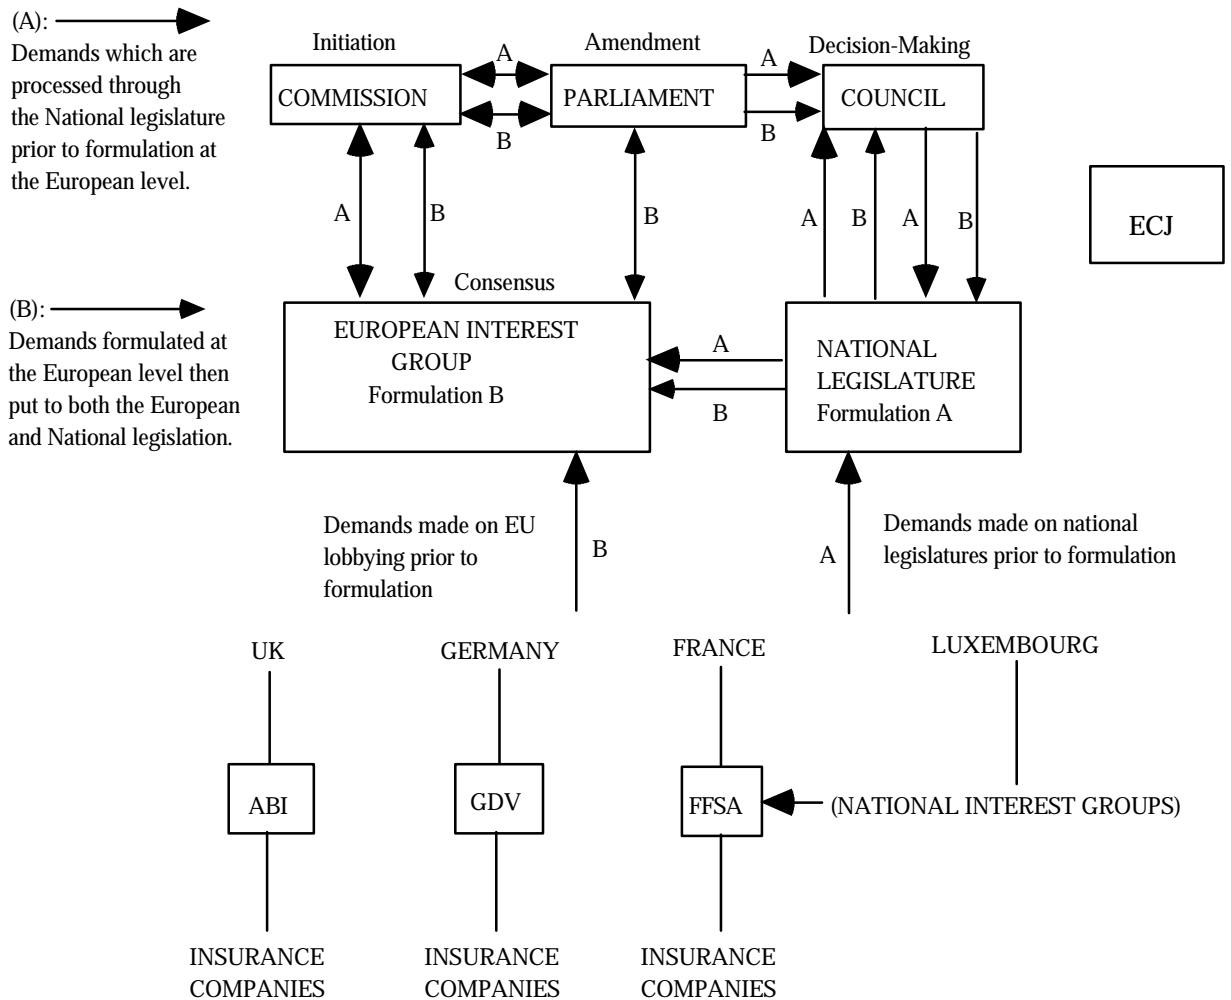 (A):
Demands which are
processed through
the National legislature
prior to formulation at
the European level.
Initiation
Amendment
Decision-Making
COMMISSION
A
B
PARLIAMENT
A
B
COUNCIL
A
B
B
A
B
A
B
ECJ
(B):
Demands formulated at
the European level then
put to both the European
and National legislation.
Consensus
EUROPEAN INTEREST
GROUP
Formulation B
A
B
NATIONAL
LEGISLATURE
Formulation A
Demands made on EU
lobbying prior to
formulation
B
A
Demands made on national
legislatures prior to formulation
UK
GERMANY
FRANCE
LUXEMBOURG
ABI
GDV
FFSA
(NATIONAL INTEREST GROUPS)
INSURANCE
COMPANIES
INSURANCE
COMPANIES
INSURANCE
COMPANIES